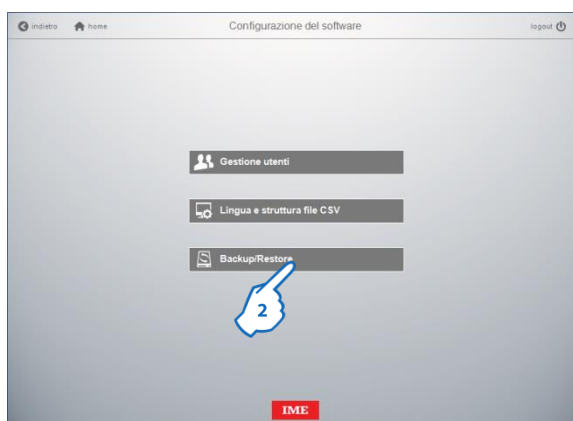 indietro home Configurazione del software logout
Gestione utenti
Lingua e struttura file CSV
Backup/Restore
2
IME